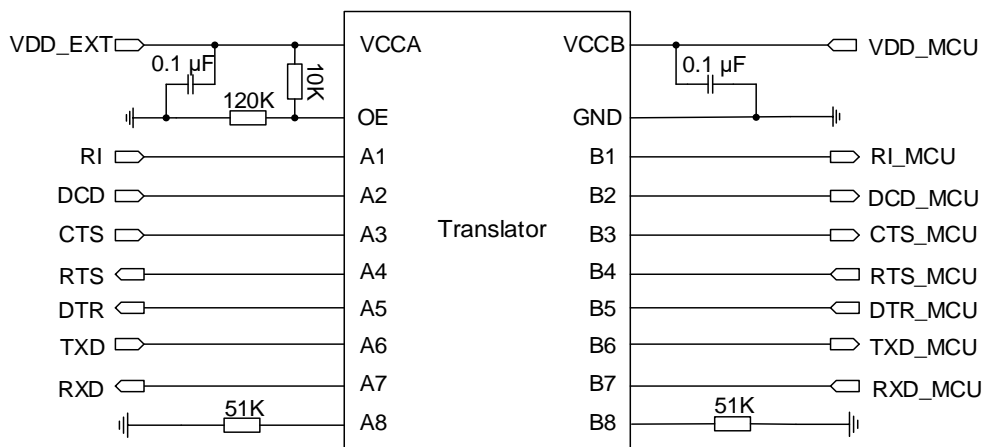 VDD_EXT VCCA VCCB VDD_MCU
0.1 µF 10K 0.1 µF
120K OE GND
RI A1 B1 RI_MCU
DCD A2 B2 DCD_MCU
CTS A3 Translator B3 CTS_MCU
RTS A4 B4 RTS_MCU
DTR A5 B5 DTR_MCU
TXD A6 B6 TXD_MCU
RXD A7 B7 RXD_MCU
51K A8 B8 51K